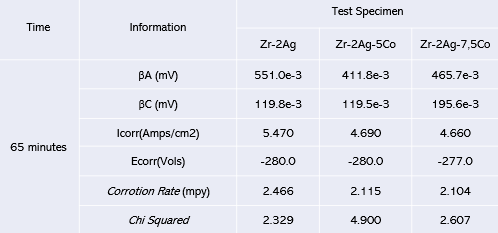 Time Information Test Specimen
Zr-2Ag Zr-2Ag-5Co Zr-2Ag-7,5Co
65 minutes
βA (mV) 551.0e-3 411.8e-3 465.7e-3
βC (mV) 119.8e-3 119.5e-3 195.6e-3
Icorr(Amps/cm2) 5.470 4.690 4.660
Ecorr(Vols) -280.0 -280.0 -277.0
Corrotion Rate (mpy) 2.466 2.115 2.104
Chi Squared 2.329 4.900 2.607